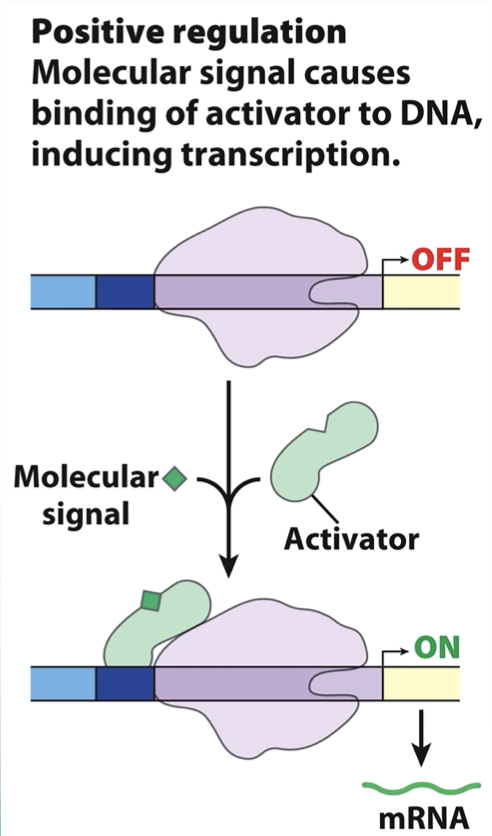 Positive regulation
Molecular signal causes
binding of activator to DNA,
inducing transcription.
OFF
Molecular
signal
Activator
ON
mRNA